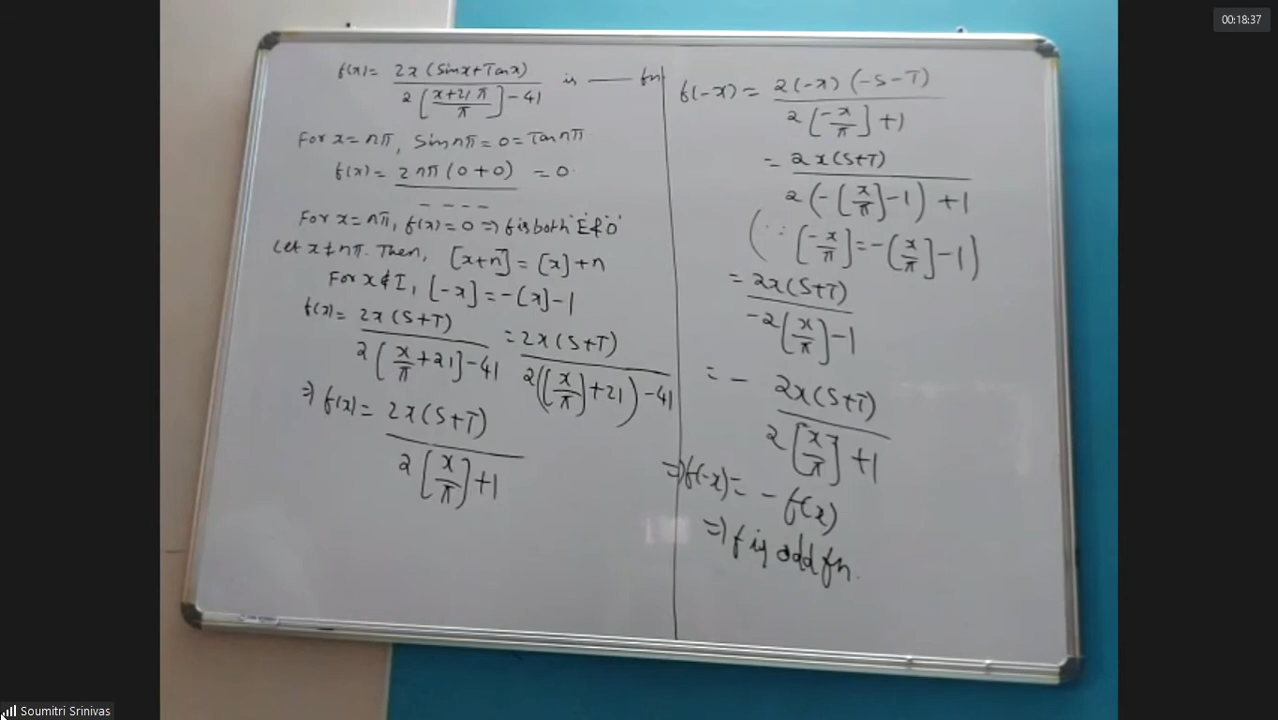 00:18:37
f(x) = 2x (Sinx + Tanx) / 2[(x+21π)/π] - 41 is —— fn
For x = nπ, Sin nπ = 0 = Tan nπ
f(x) = 2nπ (0+0) / ---- = 0.
For x = nπ, f(x) = 0 ⇒ f is both 'E' & 'O'
Let x ≠ nπ. Then, [x+n] = [x] + n
For x ∉ I, [-x] = -[x] - 1
f(x) = 2x (S+T) / 2[x/π + 21] - 41 = 2x (S+T) / 2([x/π] + 21) - 41
⇒ f(x) = 2x (S+T) / 2[x/π] + 1
f(-x) = 2(-x) (-S-T) / 2[-x/π] + 1
= 2x(S+T) / 2(-[x/π] - 1) + 1
(∵ [-x/π] = -[x/π] - 1)
= 2x(S+T) / -2[x/π] - 1
= - 2x(S+T) / 2[x/π] + 1
⇒ f(-x) = - f(x)
⇒ f is odd fn.
Soumitri Srinivas